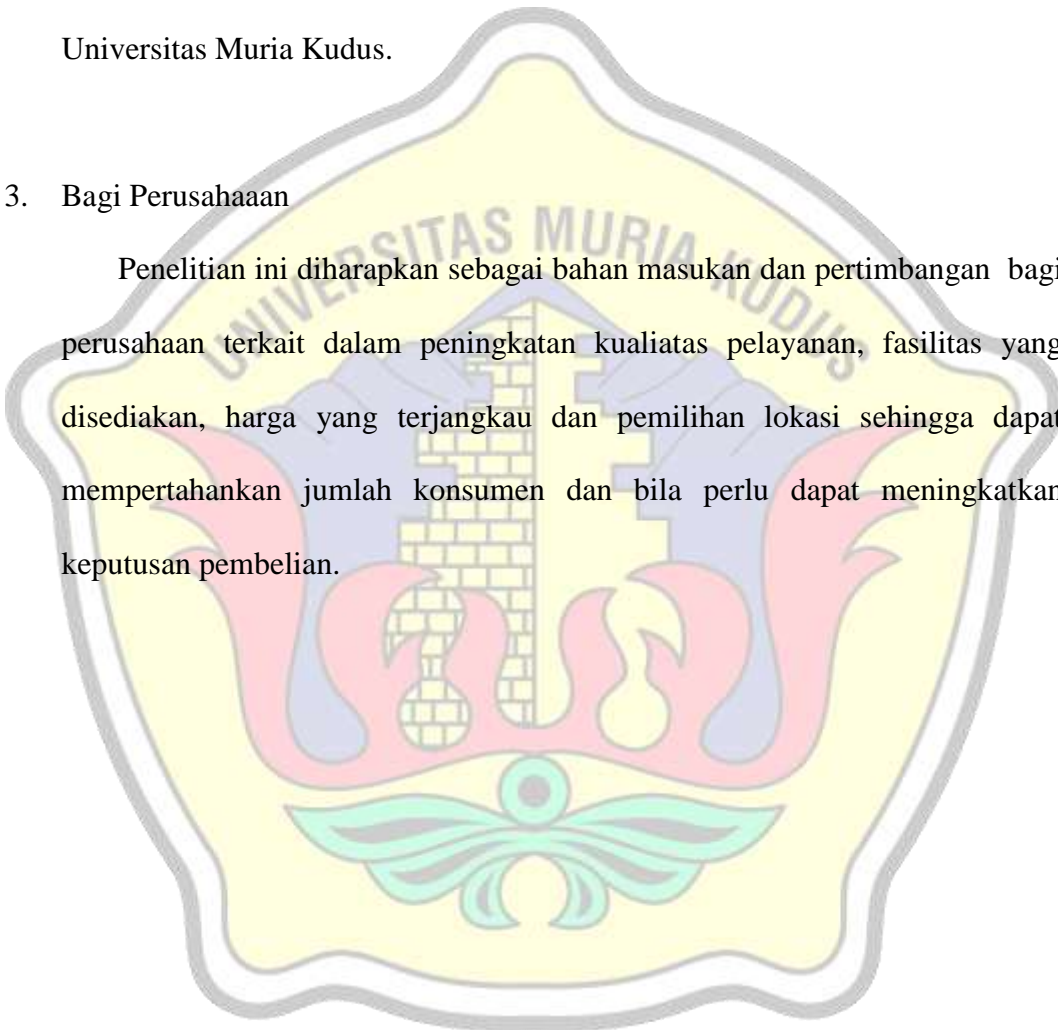 Universitas Muria Kudus.
3. Bagi Perusahaaan
UNIVERSITAS MURIA KUDUS
Penelitian ini diharapkan sebagai bahan masukan dan pertimbangan bagi
perusahaan terkait dalam peningkatan kualiatas pelayanan, fasilitas yang
disediakan, harga yang terjangkau dan pemilihan lokasi sehingga dapat
mempertahankan jumlah konsumen dan bila perlu dapat meningkatkan
keputusan pembelian.